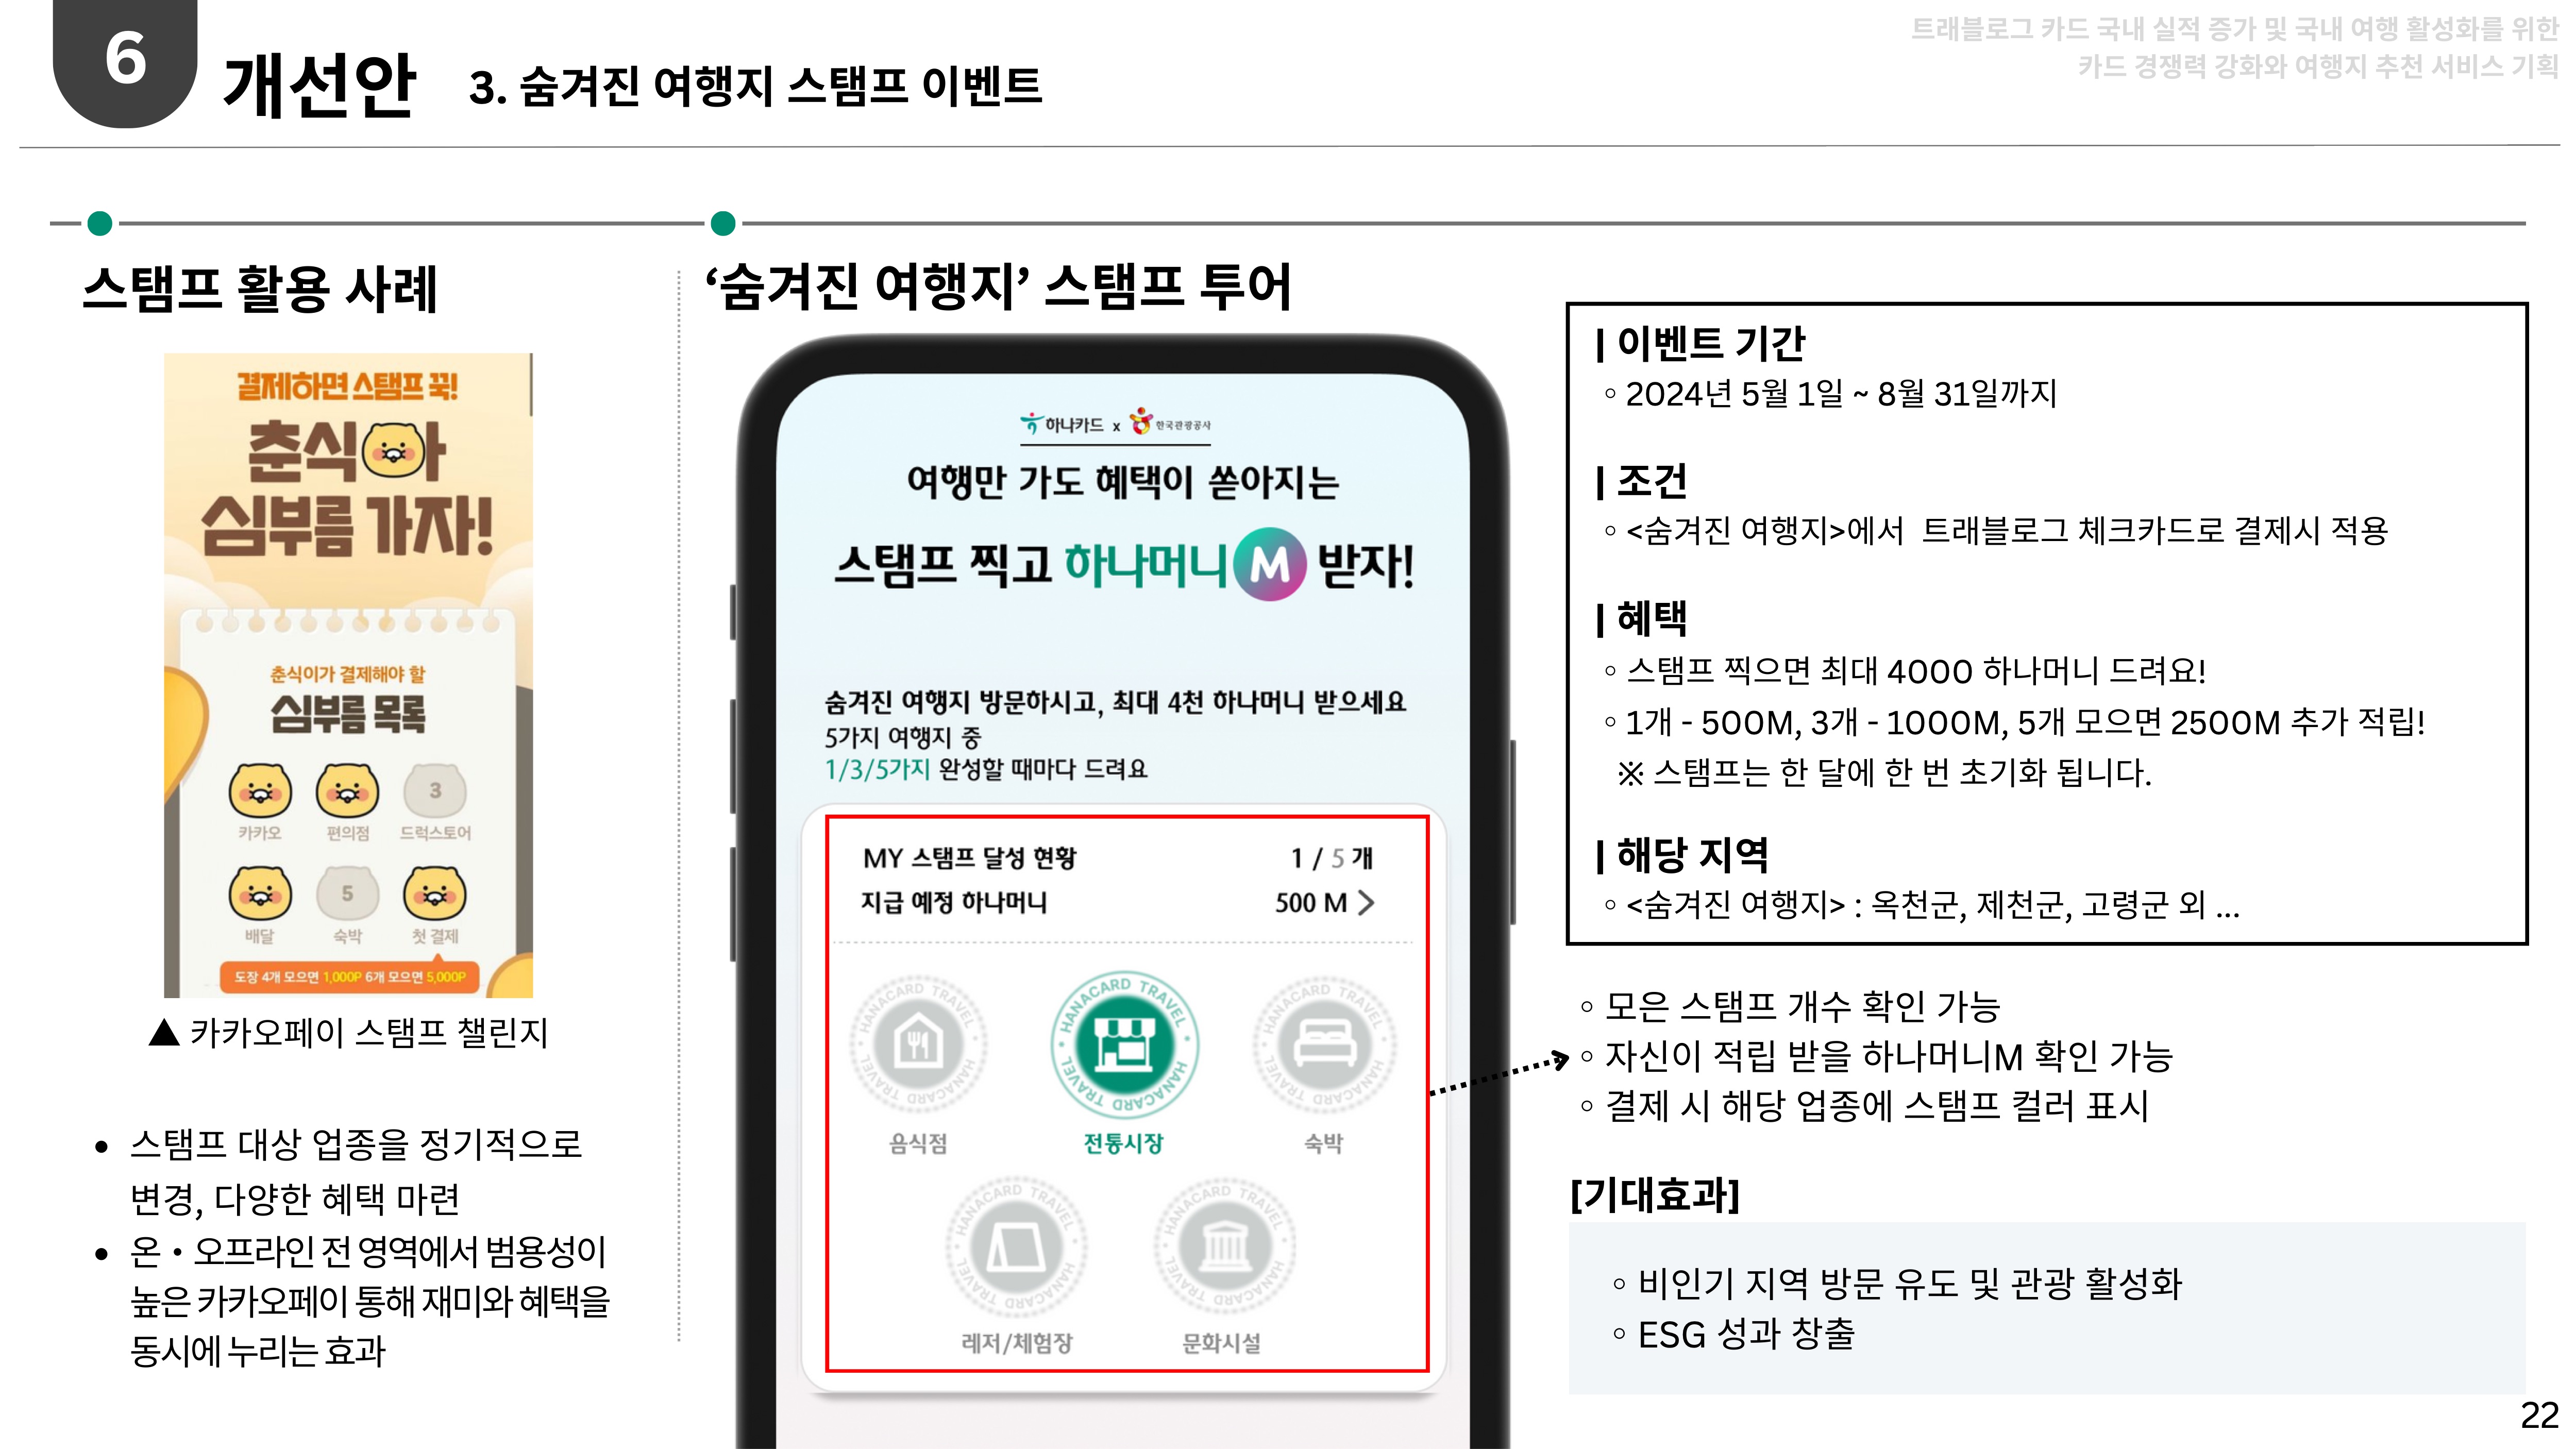 6
개선안
3. 숨겨진 여행지 스탬프 이벤트
트래블로그 카드 국내 실적 증가 및 국내 여행 활성화를 위한
카드 경쟁력 강화와 여행지 추천 서비스 기획
스탬프 활용 사례
결제하면 스탬프 꾹!
춘식아
심부름 가자!
춘식이가 결제해야 할
심부름 목록
3
카카오 편의점 드럭스토어
5
배달 숙박 첫 결제
도장 4개 모으면 1,000P 6개 모으면 5,000P
▲ 카카오페이 스탬프 챌린지
• 스탬프 대상 업종을 정기적으로
변경, 다양한 혜택 마련
• 온・오프라인 전 영역에서 범용성이
높은 카카오페이 통해 재미와 혜택을
동시에 누리는 효과
‘숨겨진 여행지’ 스탬프 투어
하나카드 x 한국관광공사
여행만 가도 혜택이 쏟아지는
스탬프 찍고 하나머니 M 받자!
숨겨진 여행지 방문하시고, 최대 4천 하나머니 받으세요
5가지 여행지 중
1/3/5가지 완성할 때마다 드려요
MY 스탬프 달성 현황 1 / 5 개
지급 예정 하나머니 500 M >
HANACARD TRAVEL HANACARD TRAVEL
HANACARD TRAVEL HANACARD TRAVEL
HANACARD TRAVEL HANACARD TRAVEL
음식점 전통시장 숙박
HANACARD TRAVEL HANACARD TRAVEL
HANACARD TRAVEL HANACARD TRAVEL
레저/체험장 문화시설
| 이벤트 기간
◦ 2024년 5월 1일 ~ 8월 31일까지
| 조건
◦ <숨겨진 여행지>에서 트래블로그 체크카드로 결제시 적용
| 혜택
◦ 스탬프 찍으면 최대 4000 하나머니 드려요!
◦ 1개 - 500M, 3개 - 1000M, 5개 모으면 2500M 추가 적립!
※ 스탬프는 한 달에 한 번 초기화 됩니다.
| 해당 지역
◦ <숨겨진 여행지> : 옥천군, 제천군, 고령군 외 ...
◦ 모은 스탬프 개수 확인 가능
◦ 자신이 적립 받을 하나머니M 확인 가능
◦ 결제 시 해당 업종에 스탬프 컬러 표시
[기대효과]
◦ 비인기 지역 방문 유도 및 관광 활성화
◦ ESG 성과 창출
22